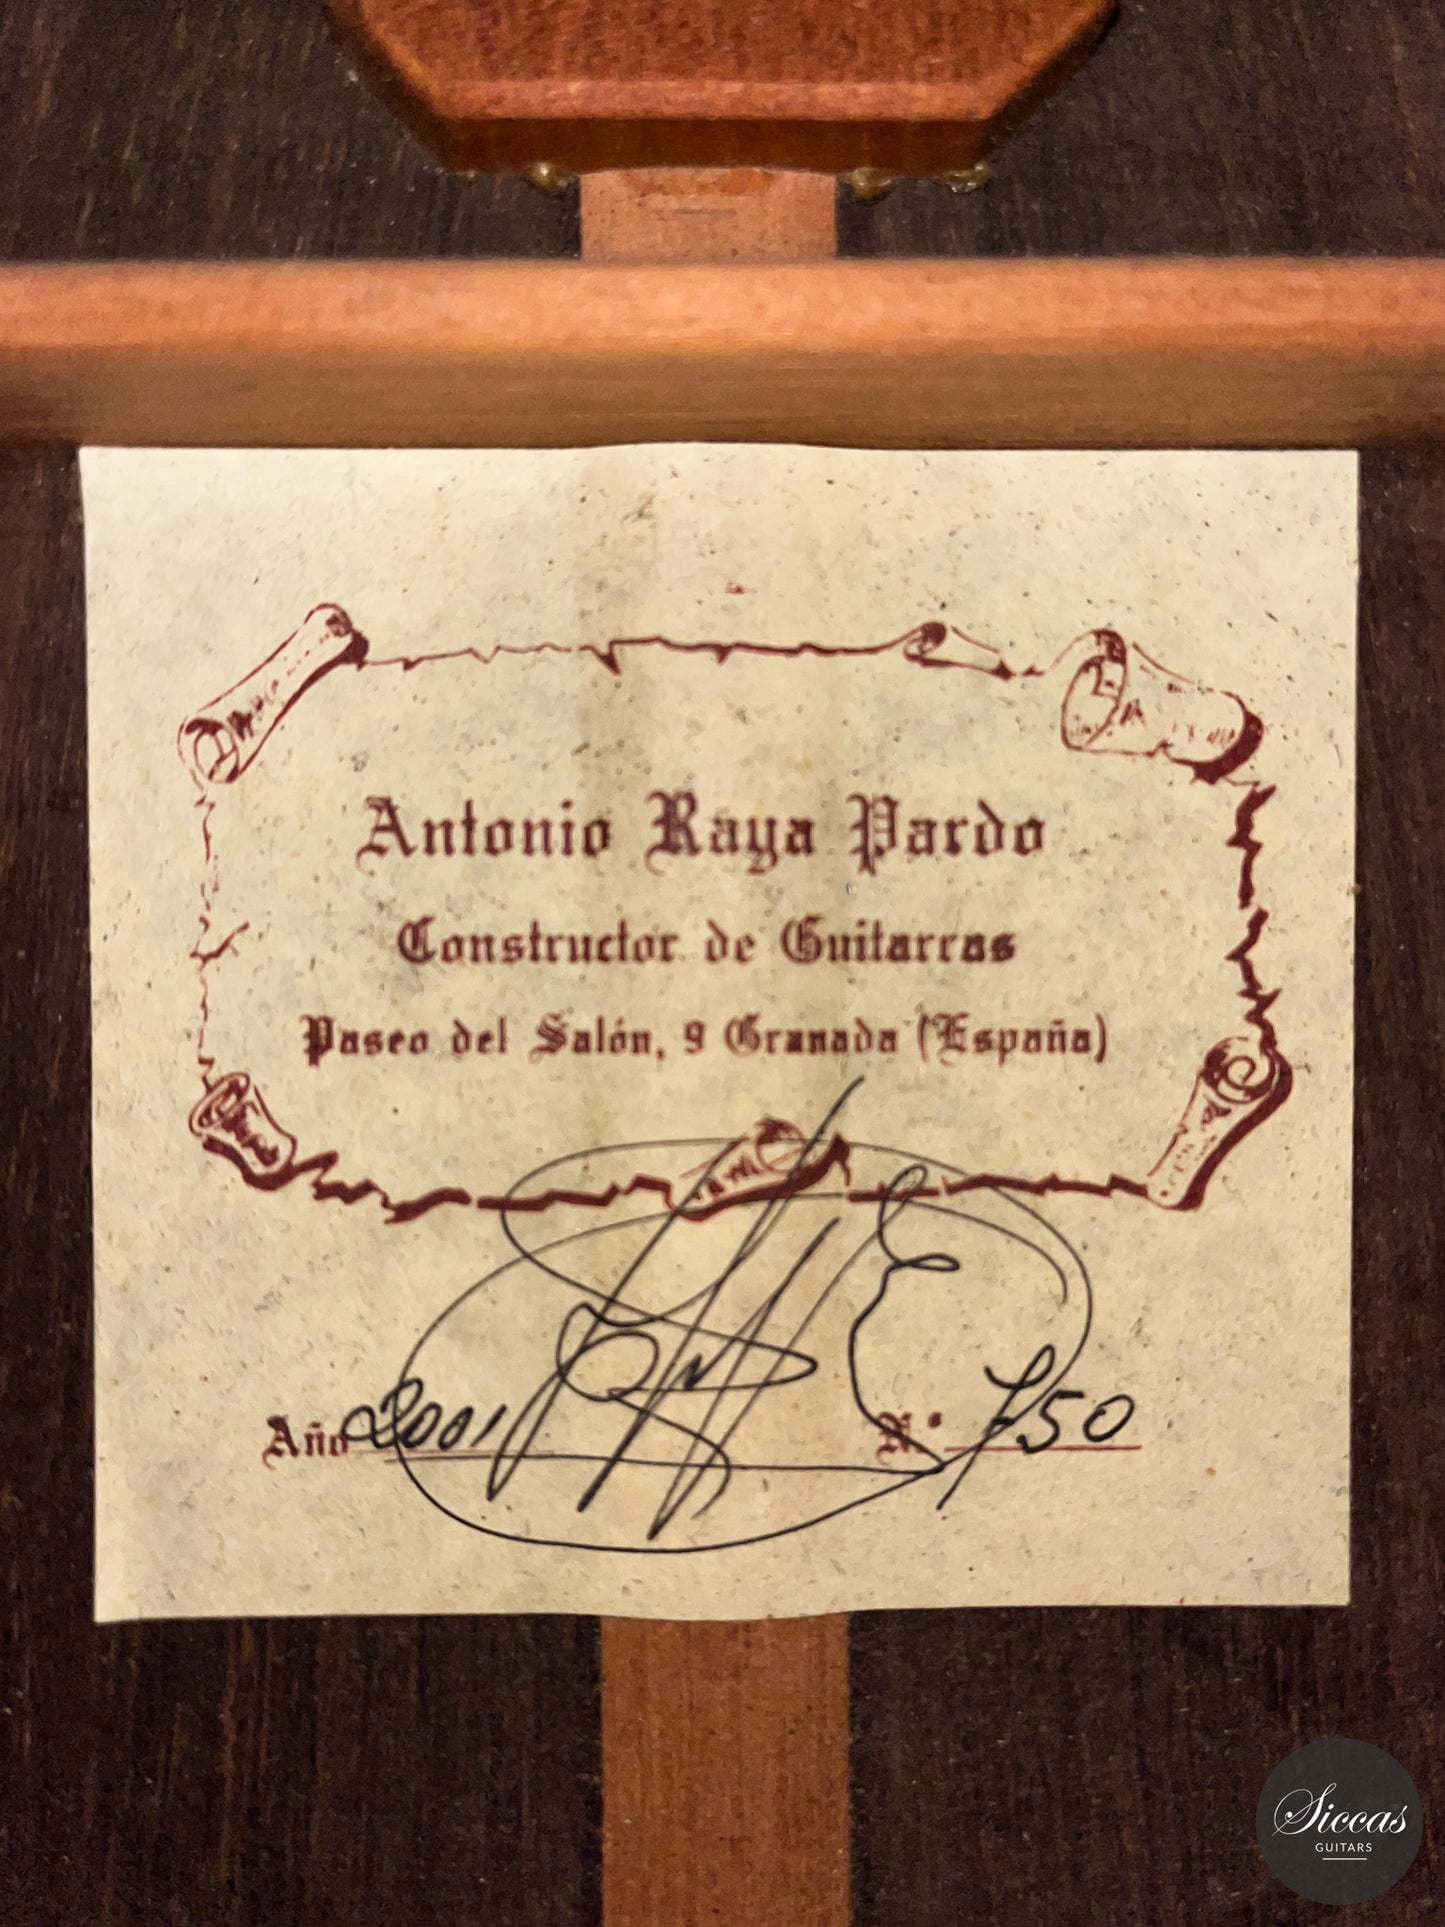 Antonio Raya Pardo
Constructor de Guitarras
Paseo del Salón, 9 Granada (España)
Año 2001 N.º 750
Siccas
GUITARS